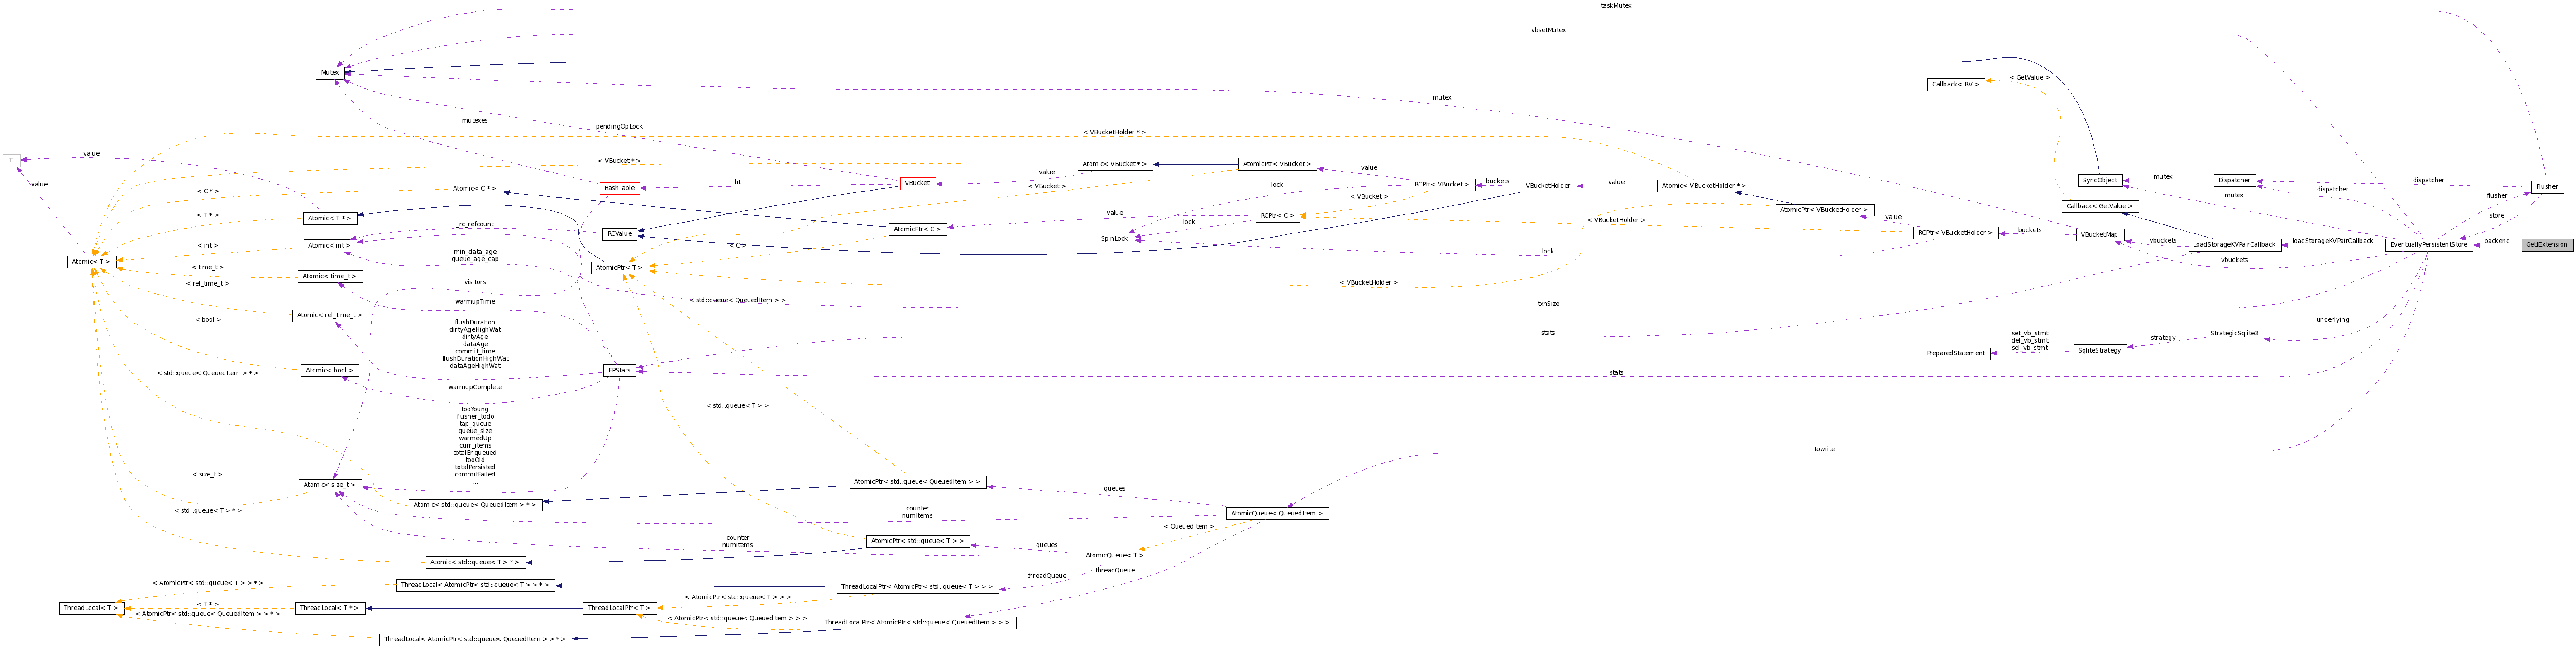 taskMutex
vbsetMutex
Mutex
< GetValue >
Callback< RV >
mutex
mutexes
pendingOpLock
< VBucketHolder * >
T
value
< VBucket * >
Atomic< VBucket * >
AtomicPtr< VBucket >
value
value
value
ht
HashTable
VBucket
< VBucket >
lock
RCPtr< VBucket >
buckets
VBucketHolder
value
Atomic< VBucketHolder * >
SyncObject
mutex
Dispatcher
dispatcher
dispatcher
Flusher
< C * >
Atomic< C * >
< VBucket >
mutex
flusher
Callback< GetValue >
< T * >
Atomic< T * >
_rc_refcount
RCValue
AtomicPtr< C >
value
RCPtr< C >
lock
SpinLock
< VBucketHolder >
AtomicPtr< VBucketHolder >
value
RCPtr< VBucketHolder >
buckets
VBucketMap
store
< int >
Atomic< int >
< C >
lock
vbuckets
LoadStorageKVPairCallback
loadStorageKVPairCallback
EventuallyPersistentStore
backend
GetlExtension
min_data_age
queue_age_cap
Atomic< T >
< time_t >
Atomic< time_t >
AtomicPtr< T >
vbuckets
< rel_time_t >
visitors
< VBucketHolder >
warmupTime
< std::queue< QueuedItem > >
txnSize
Atomic< rel_time_t >
< bool >
flushDuration
dirtyAgeHighWat
dirtyAge
dataAge
commit_time
flushDurationHighWat
dataAgeHighWat
stats
underlying
StrategicSqlite3
strategy
SqliteStrategy
set_vb_stmt
del_vb_stmt
sel_vb_stmt
PreparedStatement
Atomic< bool >
EPStats
stats
< std::queue< QueuedItem > * >
warmupComplete
tooYoung
flusher_todo
tap_queue
queue_size
warmedUp
curr_items
totalEnqueued
tooOld
totalPersisted
commitFailed
...
< std::queue< T > >
towrite
< size_t >
Atomic< size_t >
AtomicPtr< std::queue< QueuedItem > >
queues
Atomic< std::queue< QueuedItem > * >
< std::queue< T > * >
counter
numItems
AtomicQueue< QueuedItem >
< QueuedItem >
counter
numItems
AtomicPtr< std::queue< T > >
queues
AtomicQueue< T >
Atomic< std::queue< T > * >
threadQueue
threadQueue
< AtomicPtr< std::queue< T > > * >
ThreadLocal< AtomicPtr< std::queue< T > > * >
ThreadLocalPtr< AtomicPtr< std::queue< T > > >
< AtomicPtr< std::queue< T > > >
ThreadLocal< T >
< T * >
ThreadLocal< T * >
ThreadLocalPtr< T >
< AtomicPtr< std::queue< QueuedItem > > * >
< AtomicPtr< std::queue< QueuedItem > > >
ThreadLocalPtr< AtomicPtr< std::queue< QueuedItem > > >
ThreadLocal< AtomicPtr< std::queue< QueuedItem > > * >